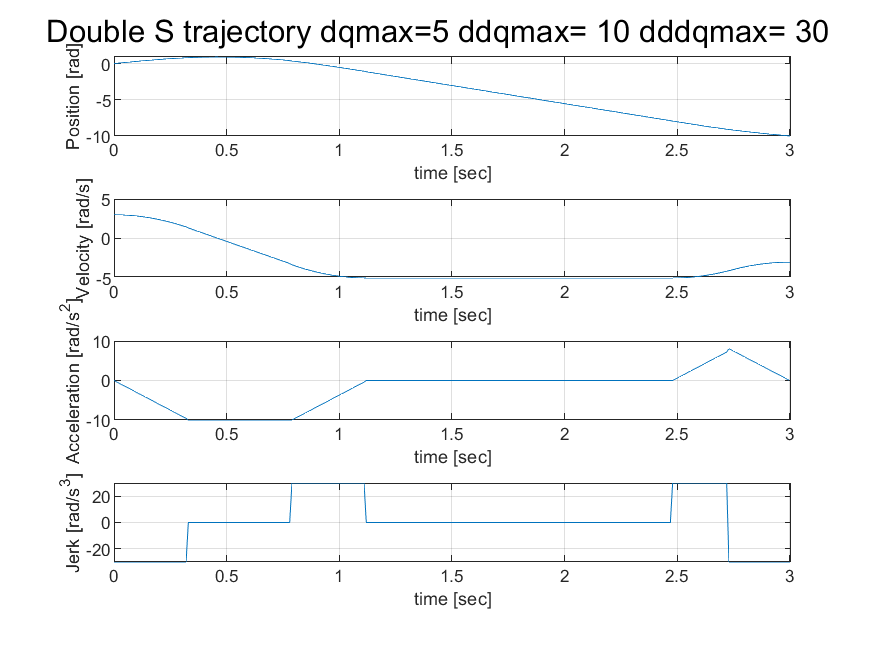 Double S trajectory dqmax=5 ddqmax= 10 dddqmax= 30
Position [rad]
0
-5
-10
0 0.5 1 1.5 2 2.5 3
time [sec]
Velocity [rad/s]
5
0
-5
0 0.5 1 1.5 2 2.5 3
time [sec]
Acceleration [rad/s^2]
10
0
-10
0 0.5 1 1.5 2 2.5 3
time [sec]
Jerk [rad/s^3]
20
0
-20
0 0.5 1 1.5 2 2.5 3
time [sec]